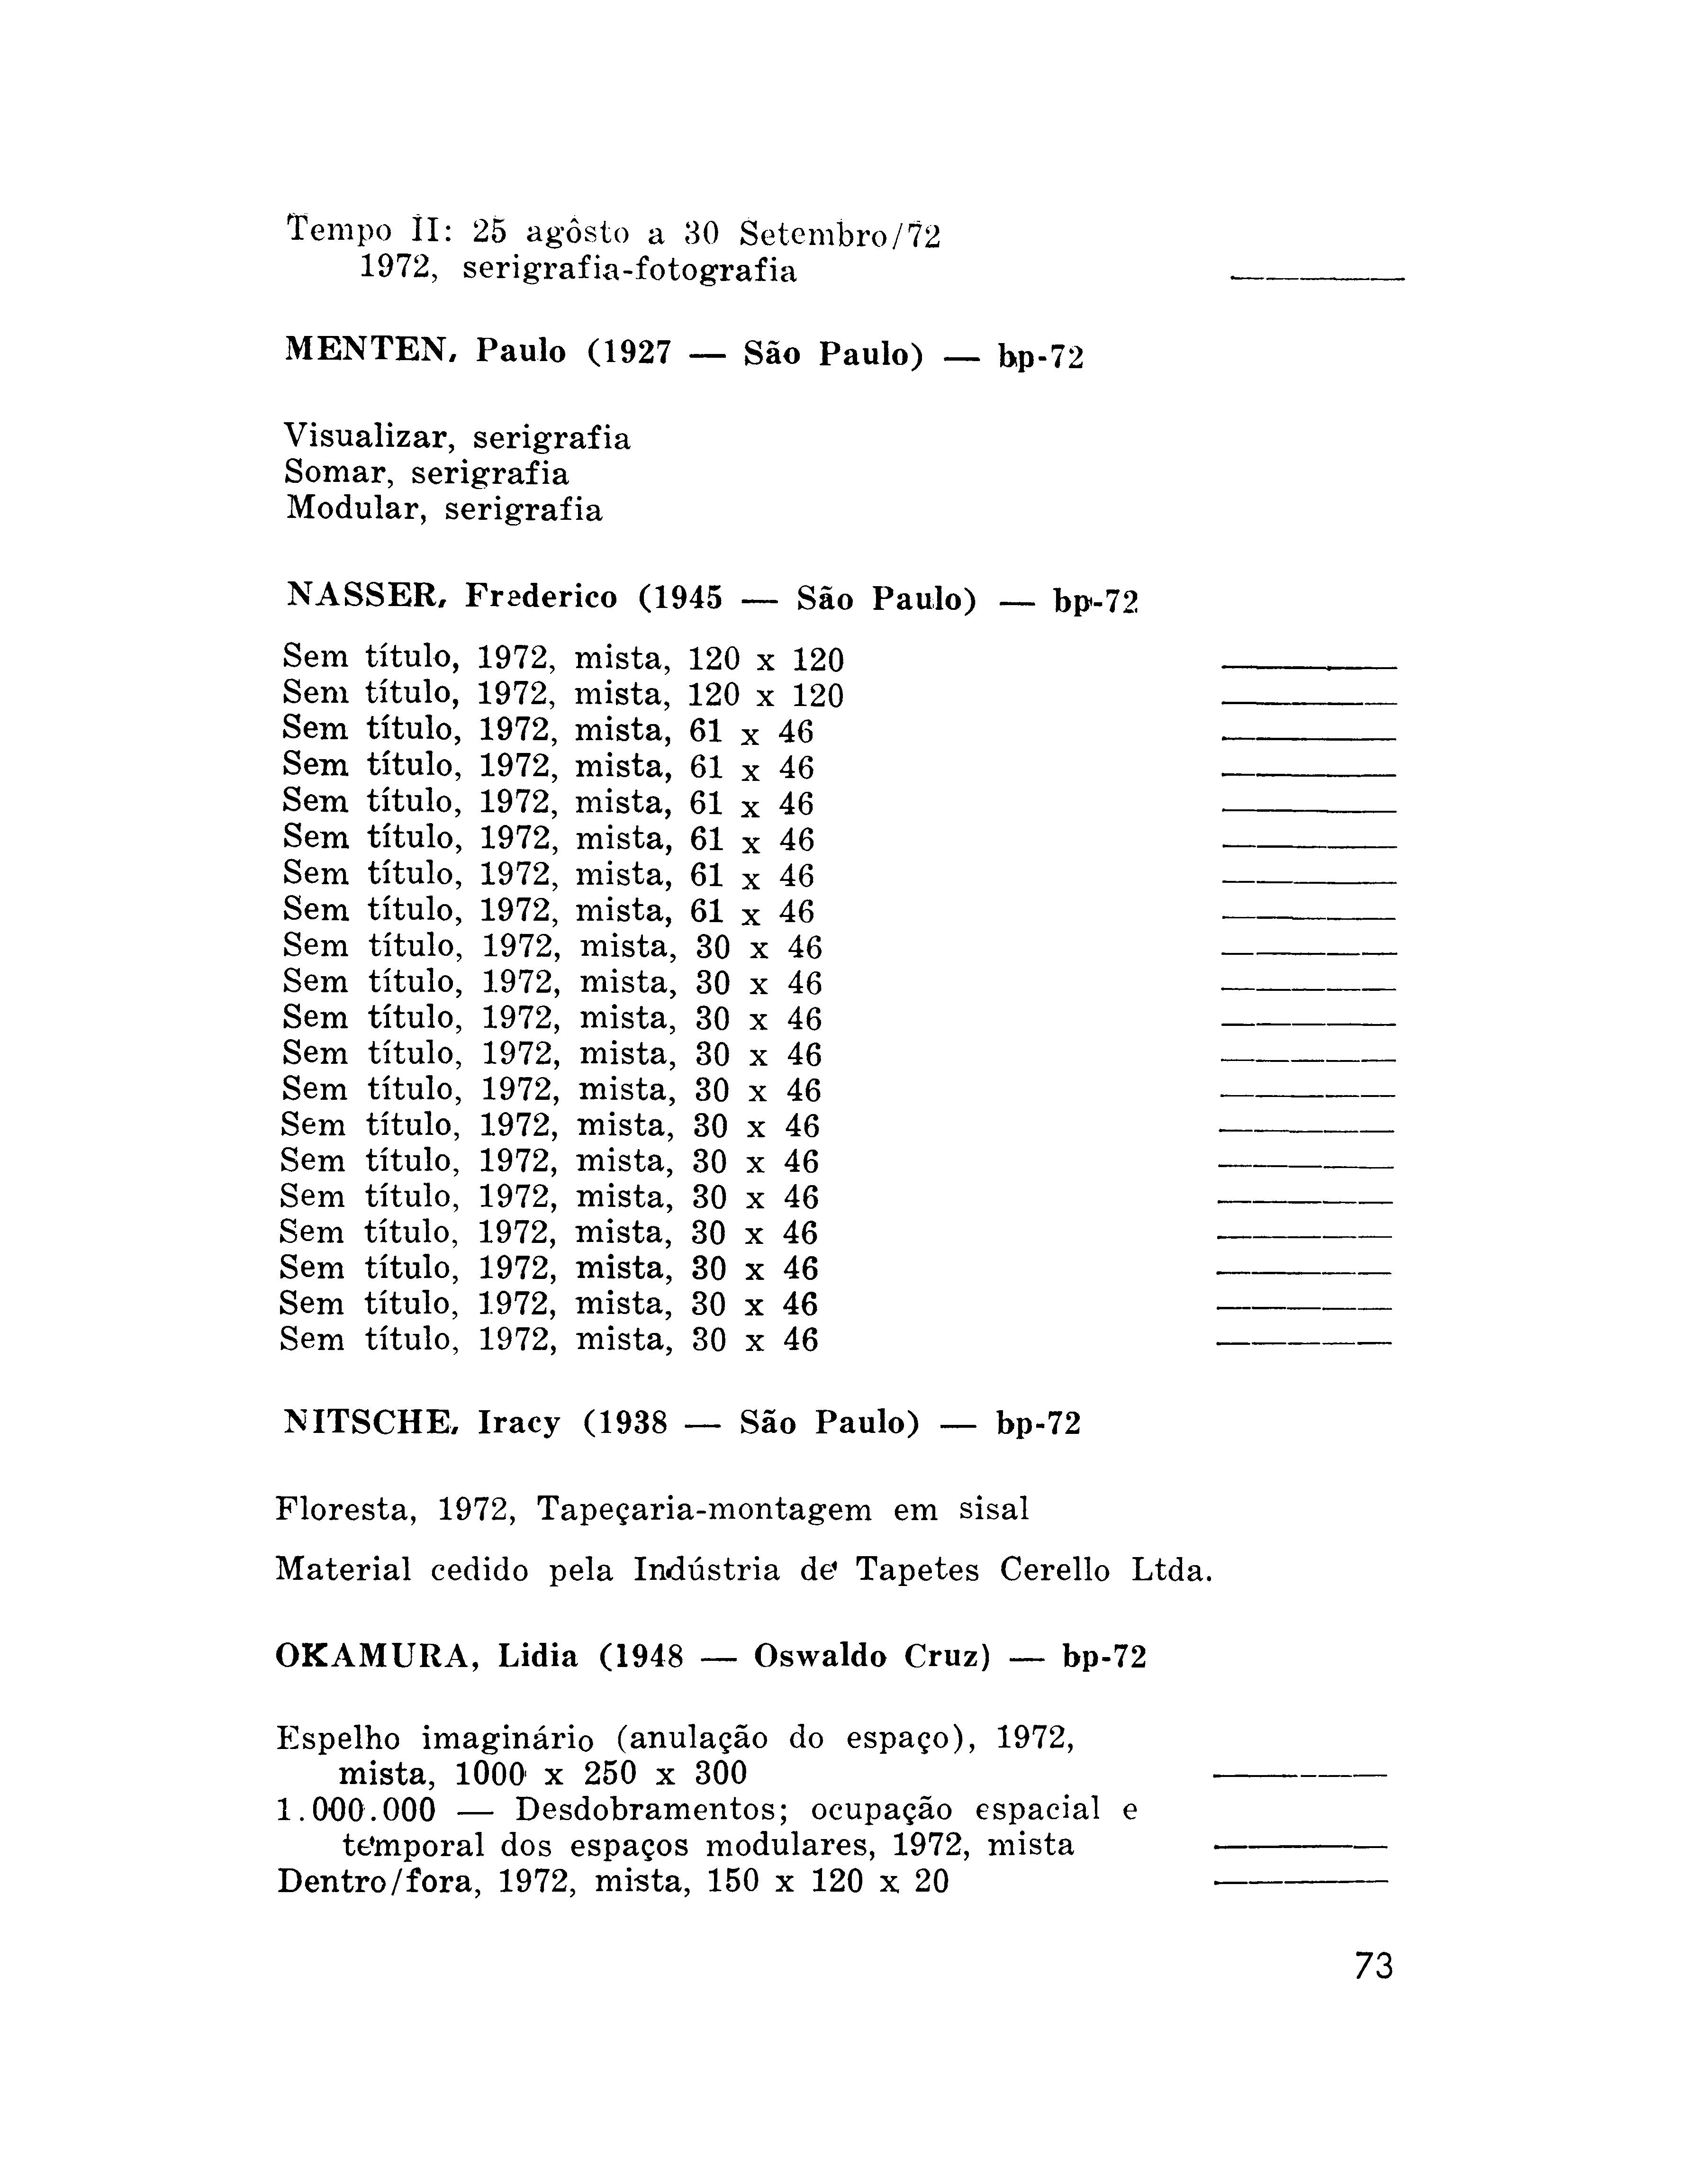 Tempo II: 25 agôsto a 30 Setembro/72
1972, serigrafia-fotografia
MENTEN, Paulo (1927 — São Paulo) — bp-72
Visualizar, serigrafia
Somar, serigrafia
Modular, serigrafia
NASSER, Frederico (1945 — São Paulo) — bp-72
Sem título, 1972, mista, 120 x 120
Sem título, 1972, mista, 120 x 120
Sem título, 1972, mista, 61 x 46
Sem título, 1972, mista, 61 x 46
Sem título, 1972, mista, 61 x 46
Sem título, 1972, mista, 61 x 46
Sem título, 1972, mista, 61 x 46
Sem título, 1972, mista, 61 x 46
Sem título, 1972, mista, 30 x 46
Sem título, 1972, mista, 30 x 46
Sem título, 1972, mista, 30 x 46
Sem título, 1972, mista, 30 x 46
Sem título, 1972, mista, 30 x 46
Sem título, 1972, mista, 30 x 46
Sem título, 1972, mista, 30 x 46
Sem título, 1972, mista, 30 x 46
Sem título, 1972, mista, 30 x 46
Sem título, 1972, mista, 30 x 46
Sem título, 1972, mista, 30 x 46
Sem título, 1972, mista, 30 x 46
NITSCHE, Iracy (1938 — São Paulo) — bp-72
Floresta, 1972, Tapeçaria-montagem em sisal
Material cedido pela Indústria de Tapetes Cerello Ltda.
OKAMURA, Lidia (1948 — Oswaldo Cruz) — bp-72
Espelho imaginário (anulação do espaço), 1972,
mista, 1000 x 250 x 300
1.000.000 — Desdobramentos; ocupação espacial e
temporal dos espaços modulares, 1972, mista
Dentro/fora, 1972, mista, 150 x 120 x 20
73